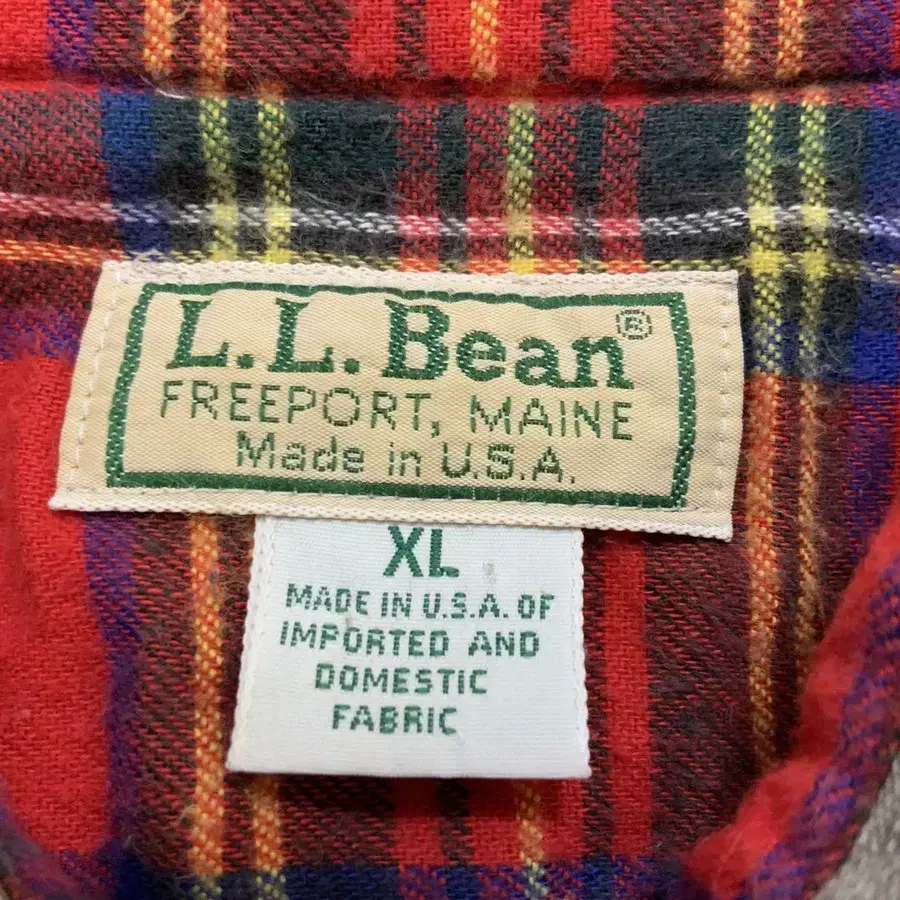 L.L.Bean®
FREEPORT, MAINE
Made in U.S.A.
XL
MADE IN U.S.A. OF
IMPORTED AND
DOMESTIC
FABRIC